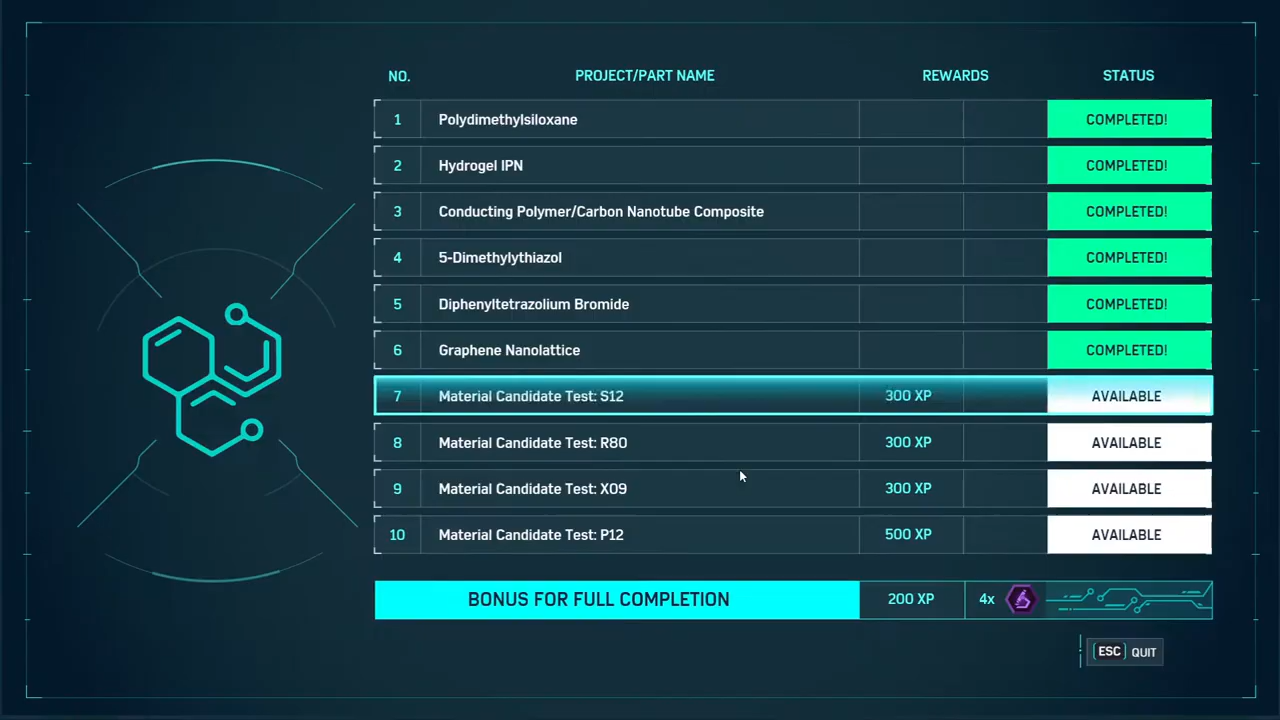 NO. PROJECT/PART NAME REWARDS STATUS
1 Polydimethylsiloxane COMPLETED!
2 Hydrogel IPN COMPLETED!
3 Conducting Polymer/Carbon Nanotube Composite COMPLETED!
4 5-Dimethylythiazol COMPLETED!
5 Diphenyltetrazolium Bromide COMPLETED!
6 Graphene Nanolattice COMPLETED!
7 Material Candidate Test: S12 300 XP AVAILABLE
8 Material Candidate Test: R80 300 XP AVAILABLE
9 Material Candidate Test: X09 300 XP AVAILABLE
10 Material Candidate Test: P12 500 XP AVAILABLE
BONUS FOR FULL COMPLETION 200 XP 4x
ESC QUIT